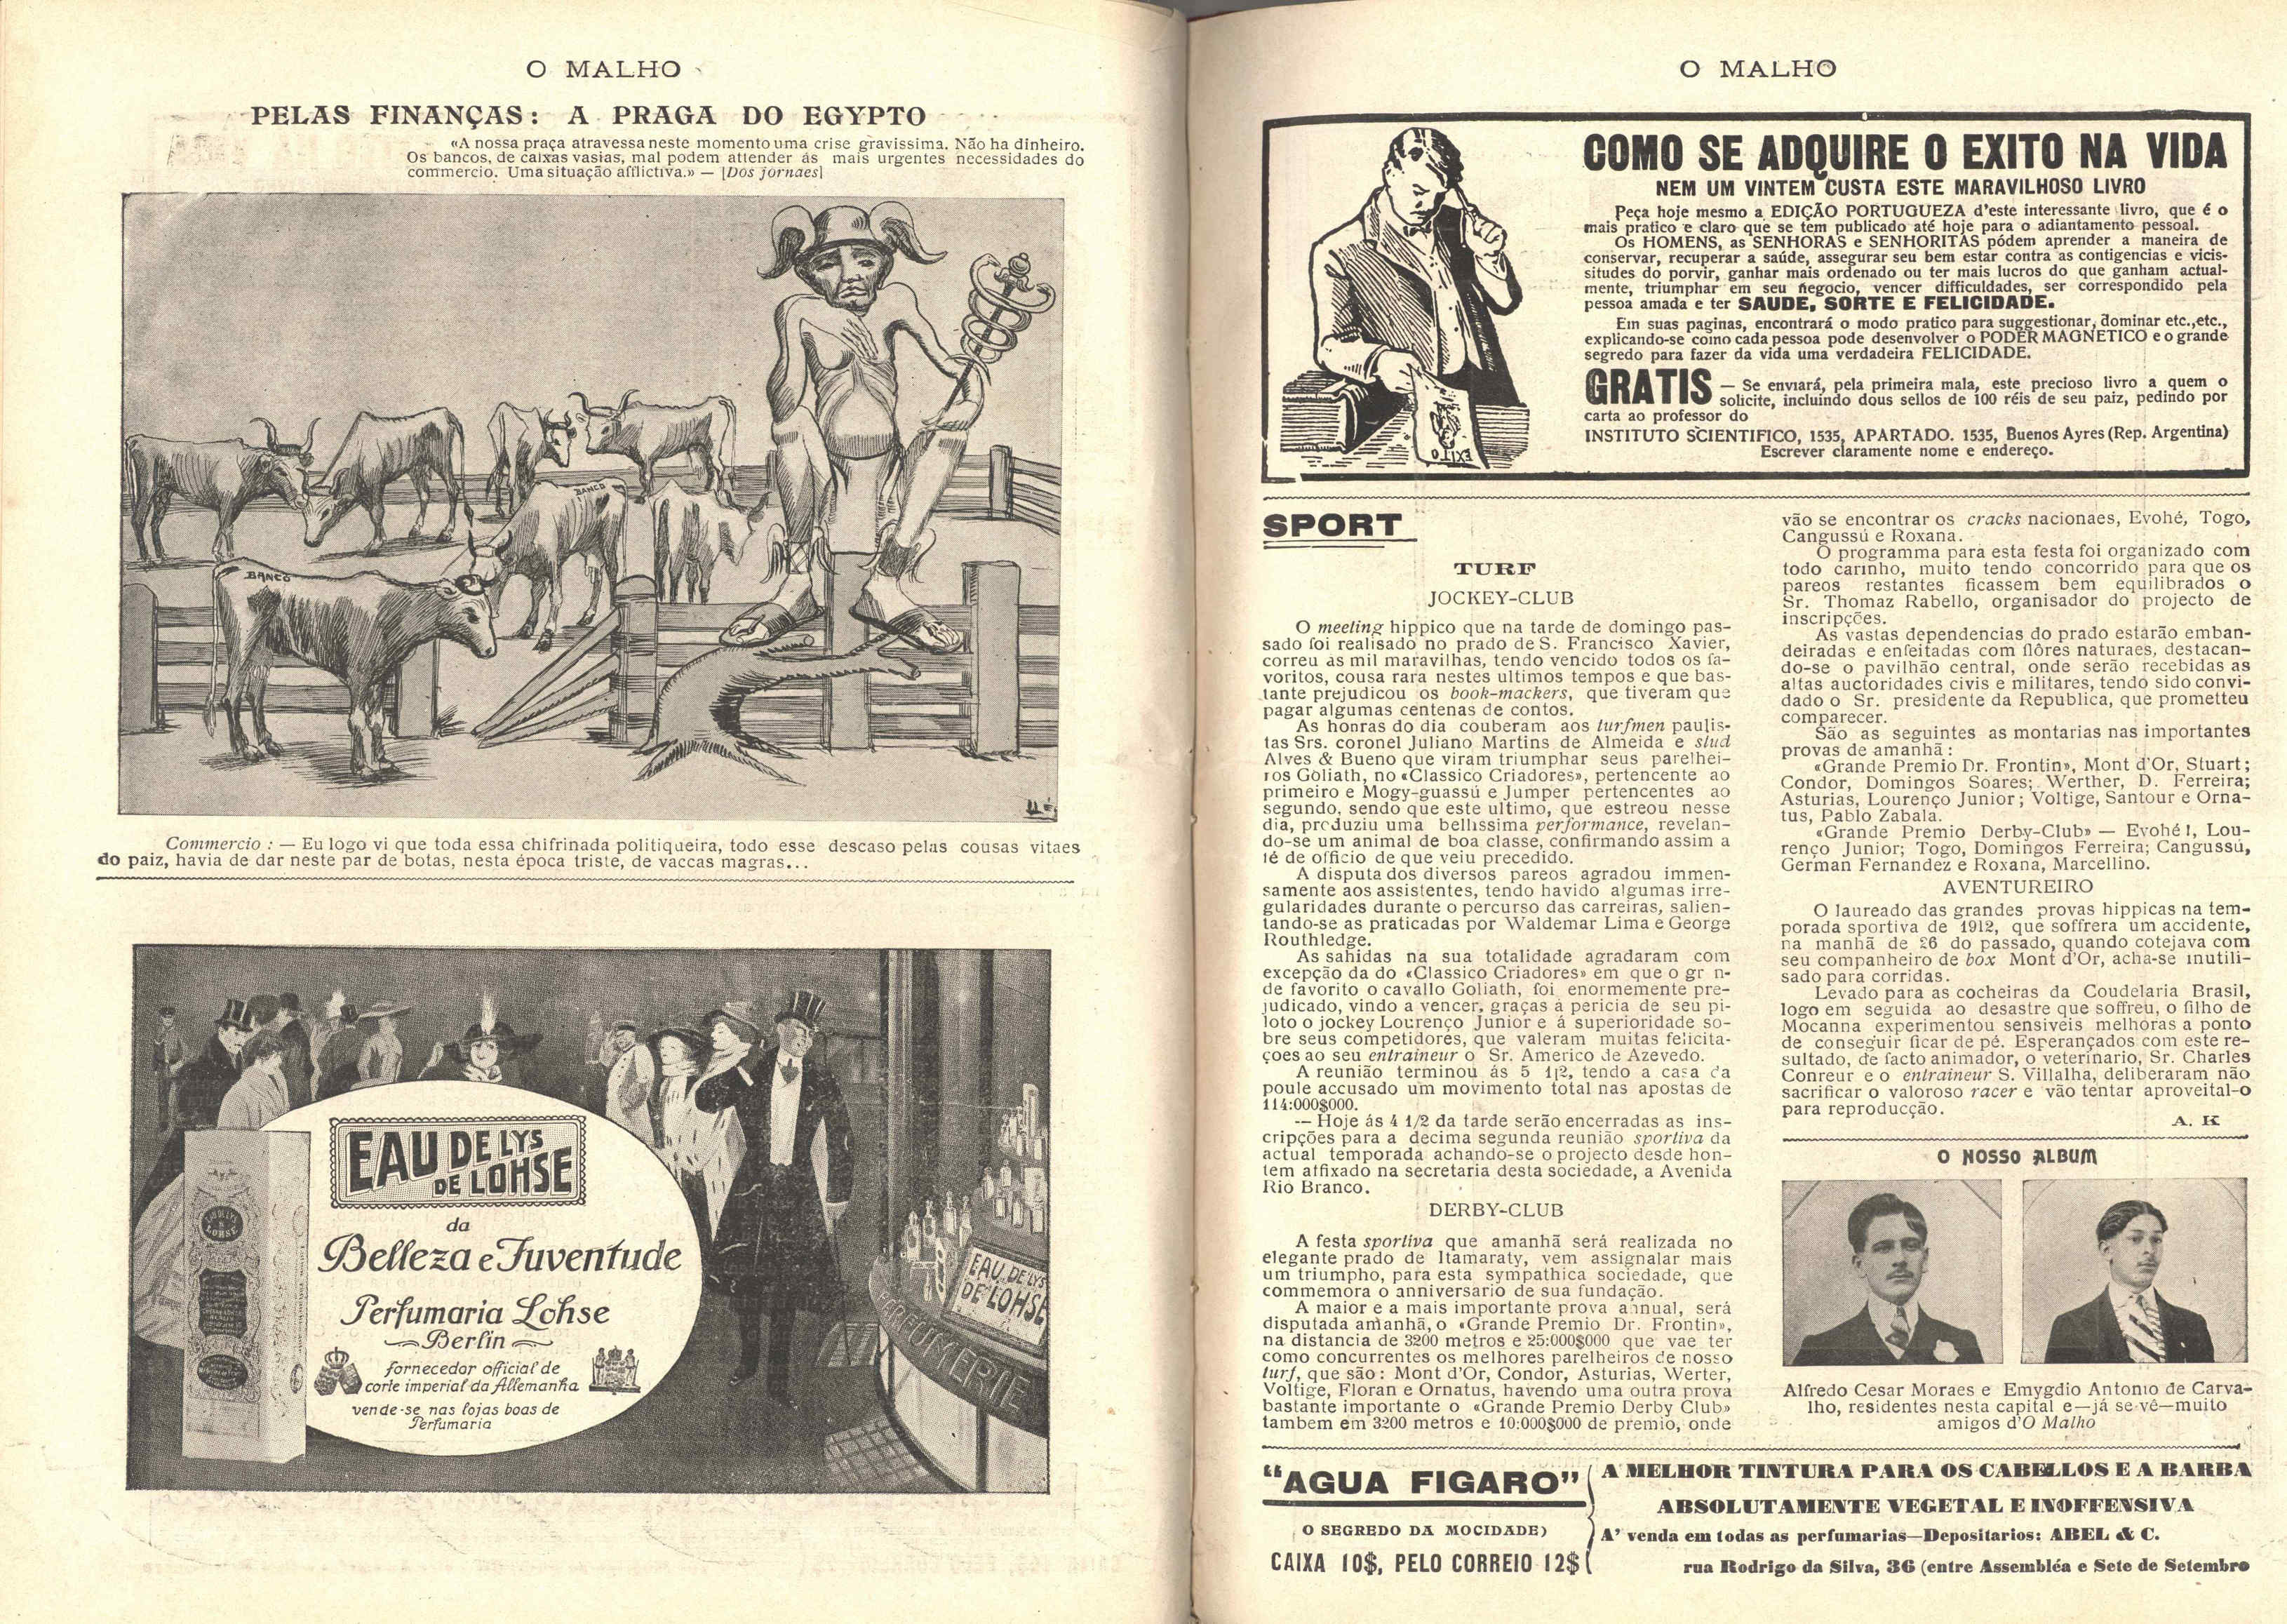 O MALHO
PELAS FINANÇAS: A PRAGA DO EGYPTO
«A nossa praça atravessa neste momento uma crise gravissima. Não ha dinheiro.
Os bancos, de caixas vasias, mal podem attender ás mais urgentes necessidades do
commercio. Uma situação afflictiva.» — [Dos jornaes]
BANCO
BANCO
Commercio : — Eu logo vi que toda essa chifrinada politiqueira, todo esse descaso pelas cousas vitaes
do paiz, havia de dar neste par de botas, nesta época triste, de vaccas magras...
EAU DE LYS
DE LOHSE
da
Belleza e Juventude
Perfumaria Lohse
Berlin
fornecedor official de
corte imperial da Allemanha
vende-se nas lojas boas de
Perfumaria
EAU DE LYS
DE LOHSE
PARFUMERIE
O MALHO
COMO SE ADQUIRE O EXITO NA VIDA
NEM UM VINTEM CUSTA ESTE MARAVILHOSO LIVRO
Peça hoje mesmo a EDIÇÃO PORTUGUEZA d'este interessante livro, que é o
mais pratico e claro que se tem publicado até hoje para o adiantamento pessoal.
Os HOMENS, as SENHORAS e SENHORITAS pódem aprender a maneira de
conservar, recuperar a saúde, assegurar seu bem estar contra as contigencias e vicis-
situdes do porvir, ganhar mais ordenado ou ter mais lucros do que ganham actual-
mente, triumphar em seu negocio, vencer difficuldades, ser correspondido pela
pessoa amada e ter SAUDE, SORTE E FELICIDADE.
Em suas paginas, encontrará o modo pratico para suggestionar, dominar etc.,etc.,
explicando-se como cada pessoa pode desenvolver o PODER MAGNETICO e o grande
segredo para fazer da vida uma verdadeira FELICIDADE.
GRATIS — Se enviará, pela primeira mala, este precioso livro a quem o
solicite, incluindo dous sellos de 100 réis de seu paiz, pedindo por
carta ao professor do
INSTITUTO SCIENTIFICO, 1535, APARTADO. 1535, Buenos Ayres (Rep. Argentina)
Escrever claramente nome e endereço.
EXITO
SPORT
TURF
JOCKEY-CLUB
O meeting hippico que na tarde de domingo pas-
sado foi realisado no prado de S. Francisco Xavier,
correu ás mil maravilhas, tendo vencido todos os fa-
voritos, cousa rara nestes ultimos tempos e que bas-
tante prejudicou os book-mackers, que tiveram que
pagar algumas centenas de contos.
As honras do dia couberam aos turfmen paulis-
tas Srs. coronel Juliano Martins de Almeida e stud
Alves & Bueno que viram triumphar seus parelhei-
ros Goliath, no «Classico Criadores», pertencente ao
primeiro e Mogy-guassú e Jumper pertencentes ao
segundo, sendo que este ultimo, que estreou nesse
dia, produziu uma bellissima performance, revelan-
do-se um animal de boa classe, confirmando assim a
fé de officio de que veiu precedido.
A disputa dos diversos pareos agradou immen-
samente aos assistentes, tendo havido algumas irre-
gularidades durante o percurso das carreiras, salien-
tando-se as praticadas por Waldemar Lima e George
Routhledge.
As sahidas na sua totalidade agradaram com
excepção da do «Classico Criadores» em que o gr n-
de favorito o cavallo Goliath, foi enormemente pre-
judicado, vindo a vencer, graças á pericia de seu pi-
loto o jockey Lourenço Junior e á superioridade so-
bre seus competidores, que valeram muitas felicita-
ções ao seu entraineur o Sr. Americo de Azevedo.
A reunião terminou ás 5 1|2, tendo a casa da
poule accusado um movimento total nas apostas de
114:000$000.
— Hoje ás 4 1/2 da tarde serão encerradas as ins-
cripções para a decima segunda reunião sportiva da
actual temporada achando-se o projecto desde hon-
tem affixado na secretaria desta sociedade, a Avenida
Rio Branco.
DERBY-CLUB
A festa sportiva que amanhã será realizada no
elegante prado de Itamaraty, vem assignalar mais
um triumpho, para esta sympathica sociedade, que
commemora o anniversario de sua fundação.
A maior e a mais importante prova annual, será
disputada amanhã, o «Grande Premio Dr. Frontin»,
na distancia de 3200 metros e 25:000$000 que vae ter
como concurrentes os melhores parelheiros de nosso
turf, que são : Mont d'Or, Condor, Asturias, Werter,
Voltige, Floran e Ornatus, havendo uma outra prova
bastante importante o «Grande Premio Derby Club»
tambem em 3200 metros e 10:000$000 de premio, onde
vão se encontrar os cracks nacionaes, Evohé, Togo,
Cangussú e Roxana.
O programma para esta festa foi organizado com
todo carinho, muito tendo concorrido para que os
pareos restantes ficassem bem equilibrados o
Sr. Thomaz Rabello, organisador do projecto de
inscripções.
As vastas dependencias do prado estarão emban-
deiradas e enfeitadas com flôres naturaes, destacan-
do-se o pavilhão central, onde serão recebidas as
altas auctoridades civis e militares, tendo sido convi-
dado o Sr. presidente da Republica, que prometteu
comparecer.
São as seguintes as montarias nas importantes
provas de amanhã :
«Grande Premio Dr. Frontin», Mont d'Or, Stuart ;
Condor, Domingos Soares; Werther, D. Ferreira;
Asturias, Lourenço Junior ; Voltige, Santour e Orna-
tus, Pablo Zabala.
«Grande Premio Derby-Club» — Evohé !, Lou-
renço Junior; Togo, Domingos Ferreira; Cangussú,
German Fernandez e Roxana, Marcellino.
AVENTUREIRO
O laureado das grandes provas hippicas na tem-
porada sportiva de 1912, que soffrera um accidente,
na manhã de 26 do passado, quando cotejava com
seu companheiro de box Mont d'Or, acha-se inutili-
sado para corridas.
Levado para as cocheiras da Coudelaria Brasil,
logo em seguida ao desastre que soffreu, o filho de
Mocanna experimentou sensiveis melhoras a ponto
de conseguir ficar de pé. Esperançados com este re-
sultado, de facto animador, o veterinario, Sr. Charles
Conreur e o entraineur S. Villalha, deliberaram não
sacrificar o valoroso racer e vão tentar aproveital-o
para reproducção.
A. K
O NOSSO ALBUM
Alfredo Cesar Moraes e Emygdio Antonio de Carva-
lho, residentes nesta capital e—já se vê—muito
amigos d'O Malho
"AGUA FIGARO"
O SEGREDO DA MOCIDADE)
CAIXA 10$, PELO CORREIO 12$
A MELHOR TINTURA PARA OS CABELLOS E A BARBA
ABSOLUTAMENTE VEGETAL E INOFFENSIVA
A' venda em todas as perfumarias—Depositarios: ABEL & C.
rua Rodrigo da Silva, 36 (entre Assembléa e Sete de Setembro